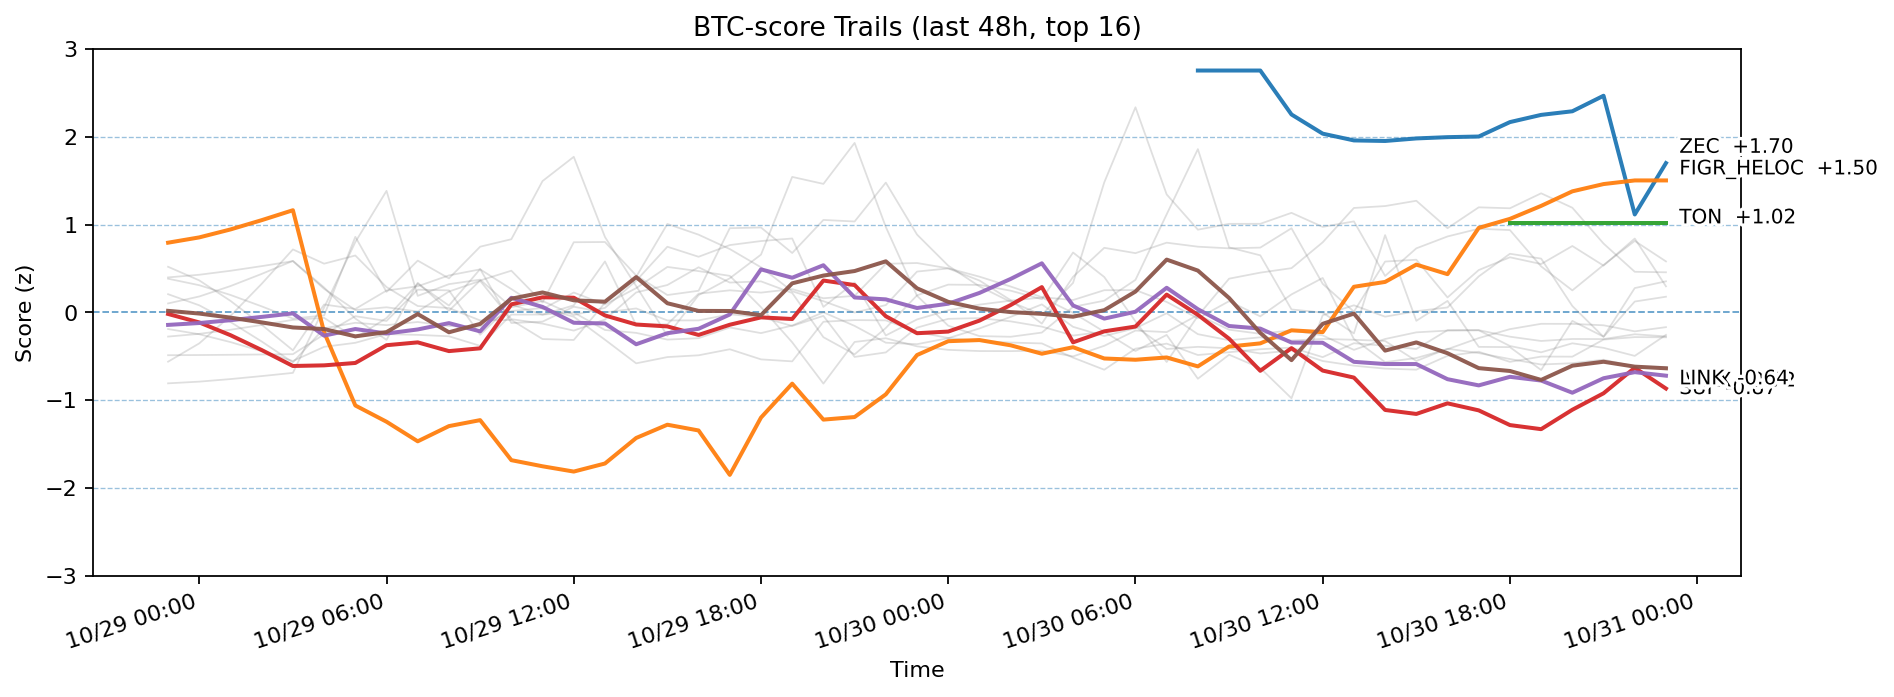 BTC-score Trails (last 48h, top 16)
Score (z)
3
2
1
0
−1
−2
−3
ZEC +1.70
FIGR_HELOC +1.50
TON +1.02
LINK -0.64
10/29 00:00
10/29 06:00
10/29 12:00
10/29 18:00
10/30 00:00
10/30 06:00
10/30 12:00
10/30 18:00
10/31 00:00
Time